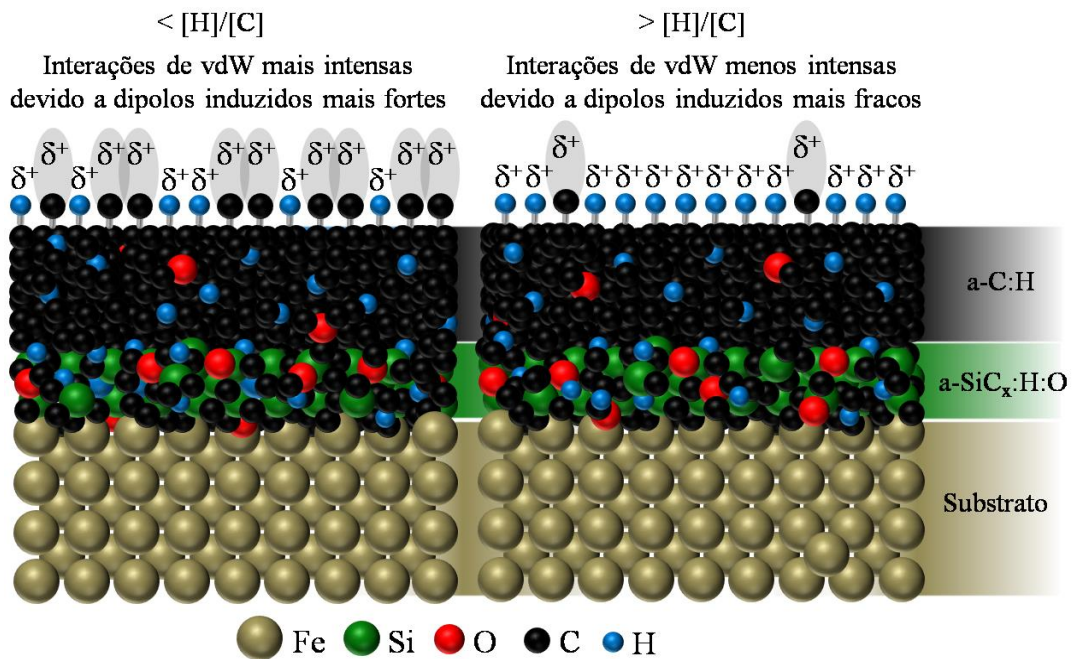 < [H]/[C]
Interações de vdW mais intensas
devido a dipolos induzidos mais fortes
> [H]/[C]
Interações de vdW menos intensas
devido a dipolos induzidos mais fracos
δ⁺ δ⁺ δ⁺ δ⁺ δ⁺ δ⁺ δ⁺ δ⁺ δ⁺ δ⁺ δ⁺ δ⁺ δ⁺ δ⁺ δ⁺
δ⁺ δ⁺ δ⁺ δ⁺ δ⁺ δ⁺ δ⁺ δ⁺ δ⁺ δ⁺ δ⁺ δ⁺ δ⁺ δ⁺
a-C:H
a-SiCₓ:H:O
Substrato
Fe Si O C H